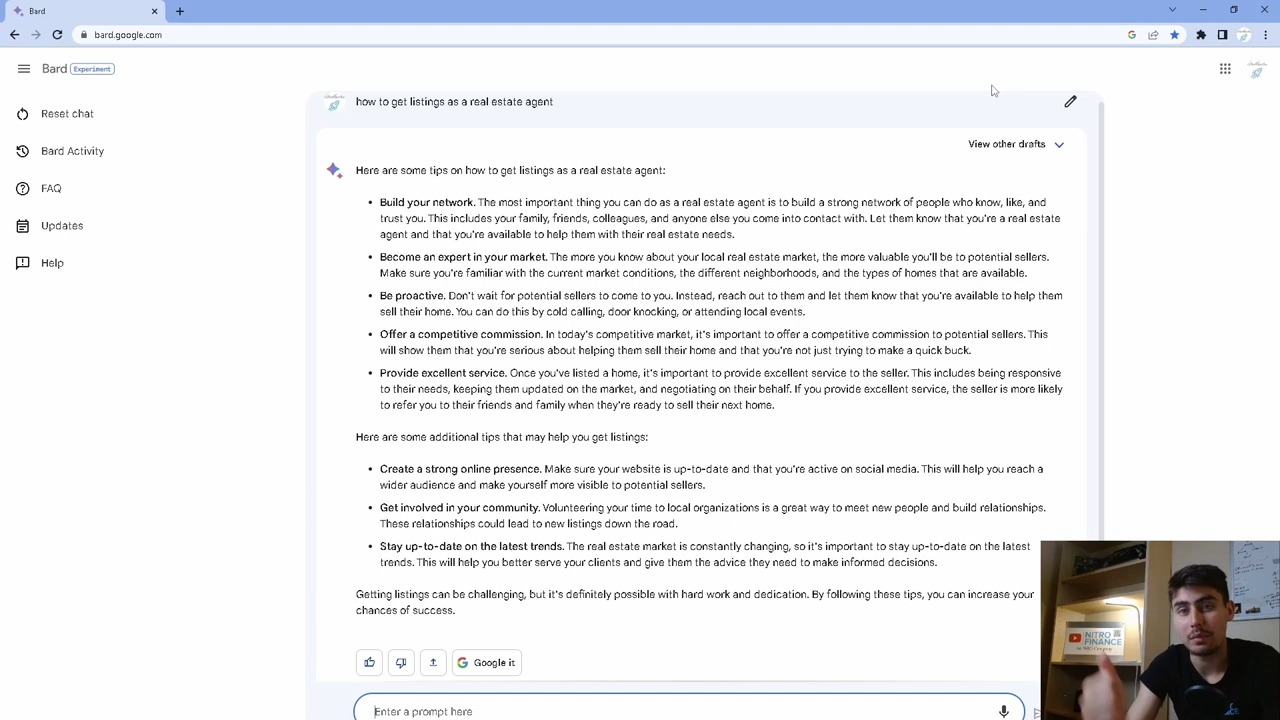 Bard
bard.google.com
Bard Experiment
Reset chat
Bard Activity
FAQ
Updates
Help
how to get listings as a real estate agent
View other drafts
Here are some tips on how to get listings as a real estate agent:
• Build your network. The most important thing you can do as a real estate agent is to build a strong network of people who know, like, and
trust you. This includes your family, friends, colleagues, and anyone else you come into contact with. Let them know that you're a real estate
agent and that you're available to help them with their real estate needs.
• Become an expert in your market. The more you know about your local real estate market, the more valuable you'll be to potential sellers.
Make sure you're familiar with the current market conditions, the different neighborhoods, and the types of homes that are available.
• Be proactive. Don't wait for potential sellers to come to you. Instead, reach out to them and let them know that you're available to help them
sell their home. You can do this by cold calling, door knocking, or attending local events.
• Offer a competitive commission. In today's competitive market, it's important to offer a competitive commission to potential sellers. This
will show them that you're serious about helping them sell their home and that you're not just trying to make a quick buck.
• Provide excellent service. Once you've listed a home, it's important to provide excellent service to the seller. This includes being responsive
to their needs, keeping them updated on the market, and negotiating on their behalf. If you provide excellent service, the seller is more likely
to refer you to their friends and family when they're ready to sell their next home.
Here are some additional tips that may help you get listings:
• Create a strong online presence. Make sure your website is up-to-date and that you're active on social media. This will help you reach a
wider audience and make yourself more visible to potential sellers.
• Get involved in your community. Volunteering your time to local organizations is a great way to meet new people and build relationships.
These relationships could lead to new listings down the road.
• Stay up-to-date on the latest trends. The real estate market is constantly changing, so it's important to stay up-to-date on the latest
trends. This will help you better serve your clients and give them the advice they need to make informed decisions.
Getting listings can be challenging, but it's definitely possible with hard work and dedication. By following these tips, you can increase your
chances of success.
Google it
Enter a prompt here
NITRO
FINANCE